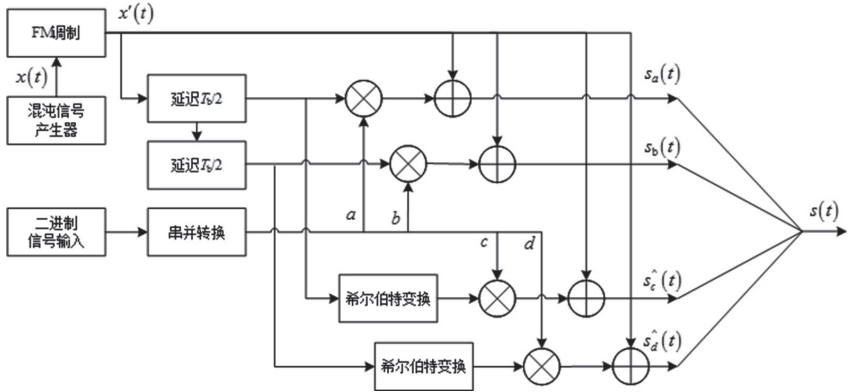 FM调制
x'(t)
x(t)
混沌信号
产生器
延迟T_b/2
延迟T_b/2
s_a(t)
s_b(t)
s(t)
二进制
信号输入
串并转换
a
b
c
d
希尔伯特变换
s_c^(t)
希尔伯特变换
s_d^(t)